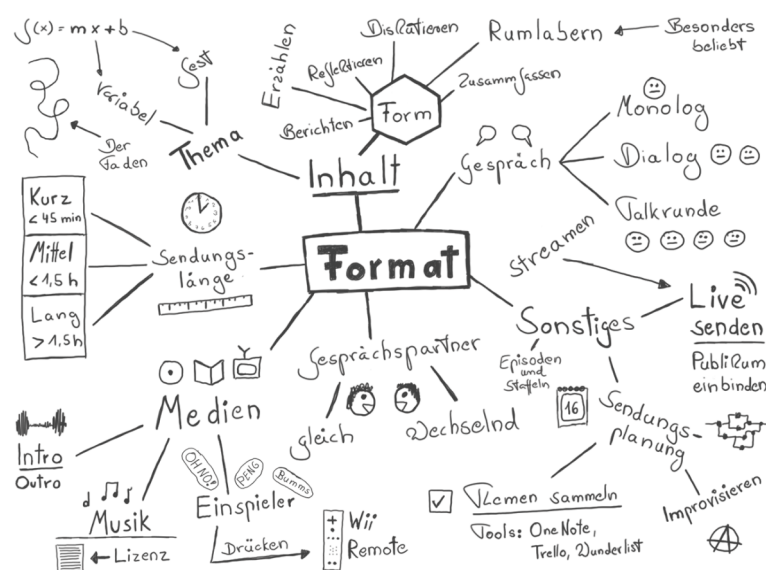 f(x) = mx+b
fest
Variabel
Der
Faden
Thema
Erzählen
Reflektieren
Diskutieren
Rumlabern
Besonders
beliebt
Zusammfassen
Berichten
Form
Inhalt
Gespräch
Monolog
Dialog
Talkrunde
Kurz
< 45 min
Mittel
< 1,5 h
Lang
> 1,5 h
Sendungs-
länge
Format
Streamen
Live
senden
Publikum
einbinden
Sonstiges
Episoden
und
Staffeln
16
Sendungs-
planung
Improvisieren
A
Themen sammeln
Tools: OneNote,
Trello, Wunderlist
Gesprächspartner
gleich
Wechselnd
Medien
Intro
Outro
Musik
Lizenz
OH NO!
PENG
Bumms
Einspieler
Drücken
Wii
Remote